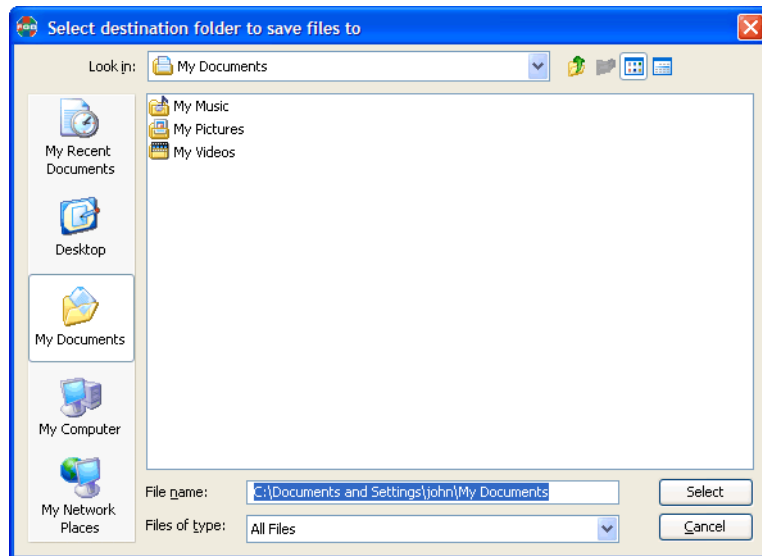 Select destination folder to save files to
Look in:
My Documents
My Music
My Pictures
My Videos
My Recent
Documents
Desktop
My Documents
My Computer
My Network
Places
File name:
C:\Documents and Settings\john\My Documents
Select
Files of type:
All Files
Cancel